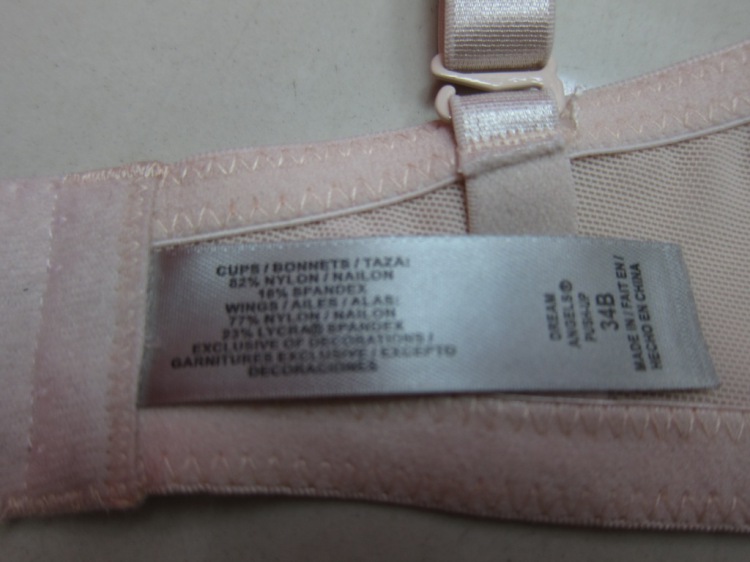 CUPS / BONNETS / TAZA:
82% NYLON / NAILON
18% SPANDEX
WINGS / AILES / ALAS:
77% NYLON / NAILON
23% LYCRA® SPANDEX
EXCLUSIVE OF DECORATIONS /
GARNITURES EXCLUSIVE / EXCEPTO
DECORACIONES
DREAM
ANGELS®
PUSH-UP
34B
MADE IN / FAIT EN /
HECHO EN CHINA